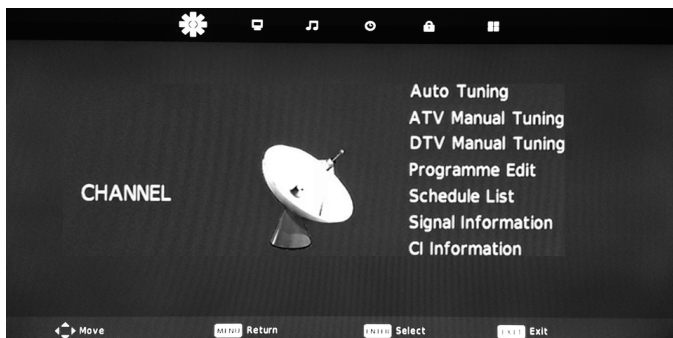 CHANNEL
Auto Tuning
ATV Manual Tuning
DTV Manual Tuning
Programme Edit
Schedule List
Signal Information
CI Information
Move
MENU Return
ENTER Select
EXIT Exit